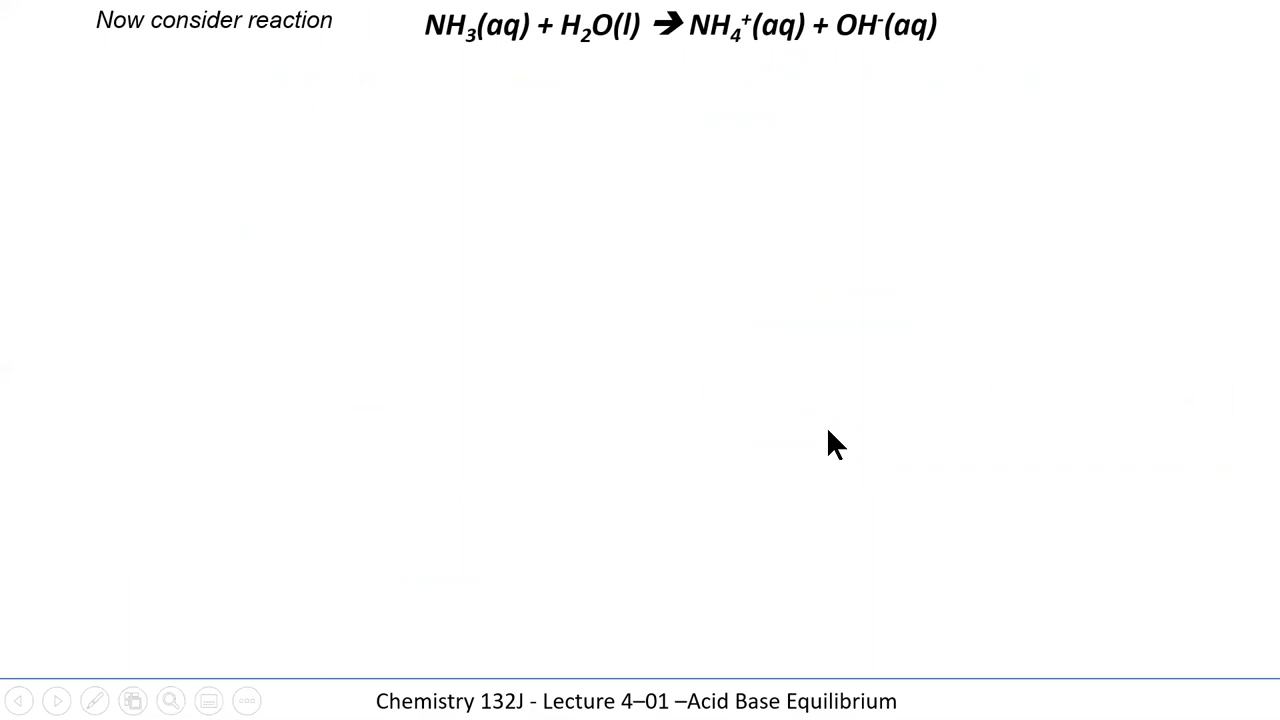 Now consider reaction NH₃(aq) + H₂O(l) ➔ NH₄⁺(aq) + OH⁻(aq)
Chemistry 132J - Lecture 4–01 –Acid Base Equilibrium